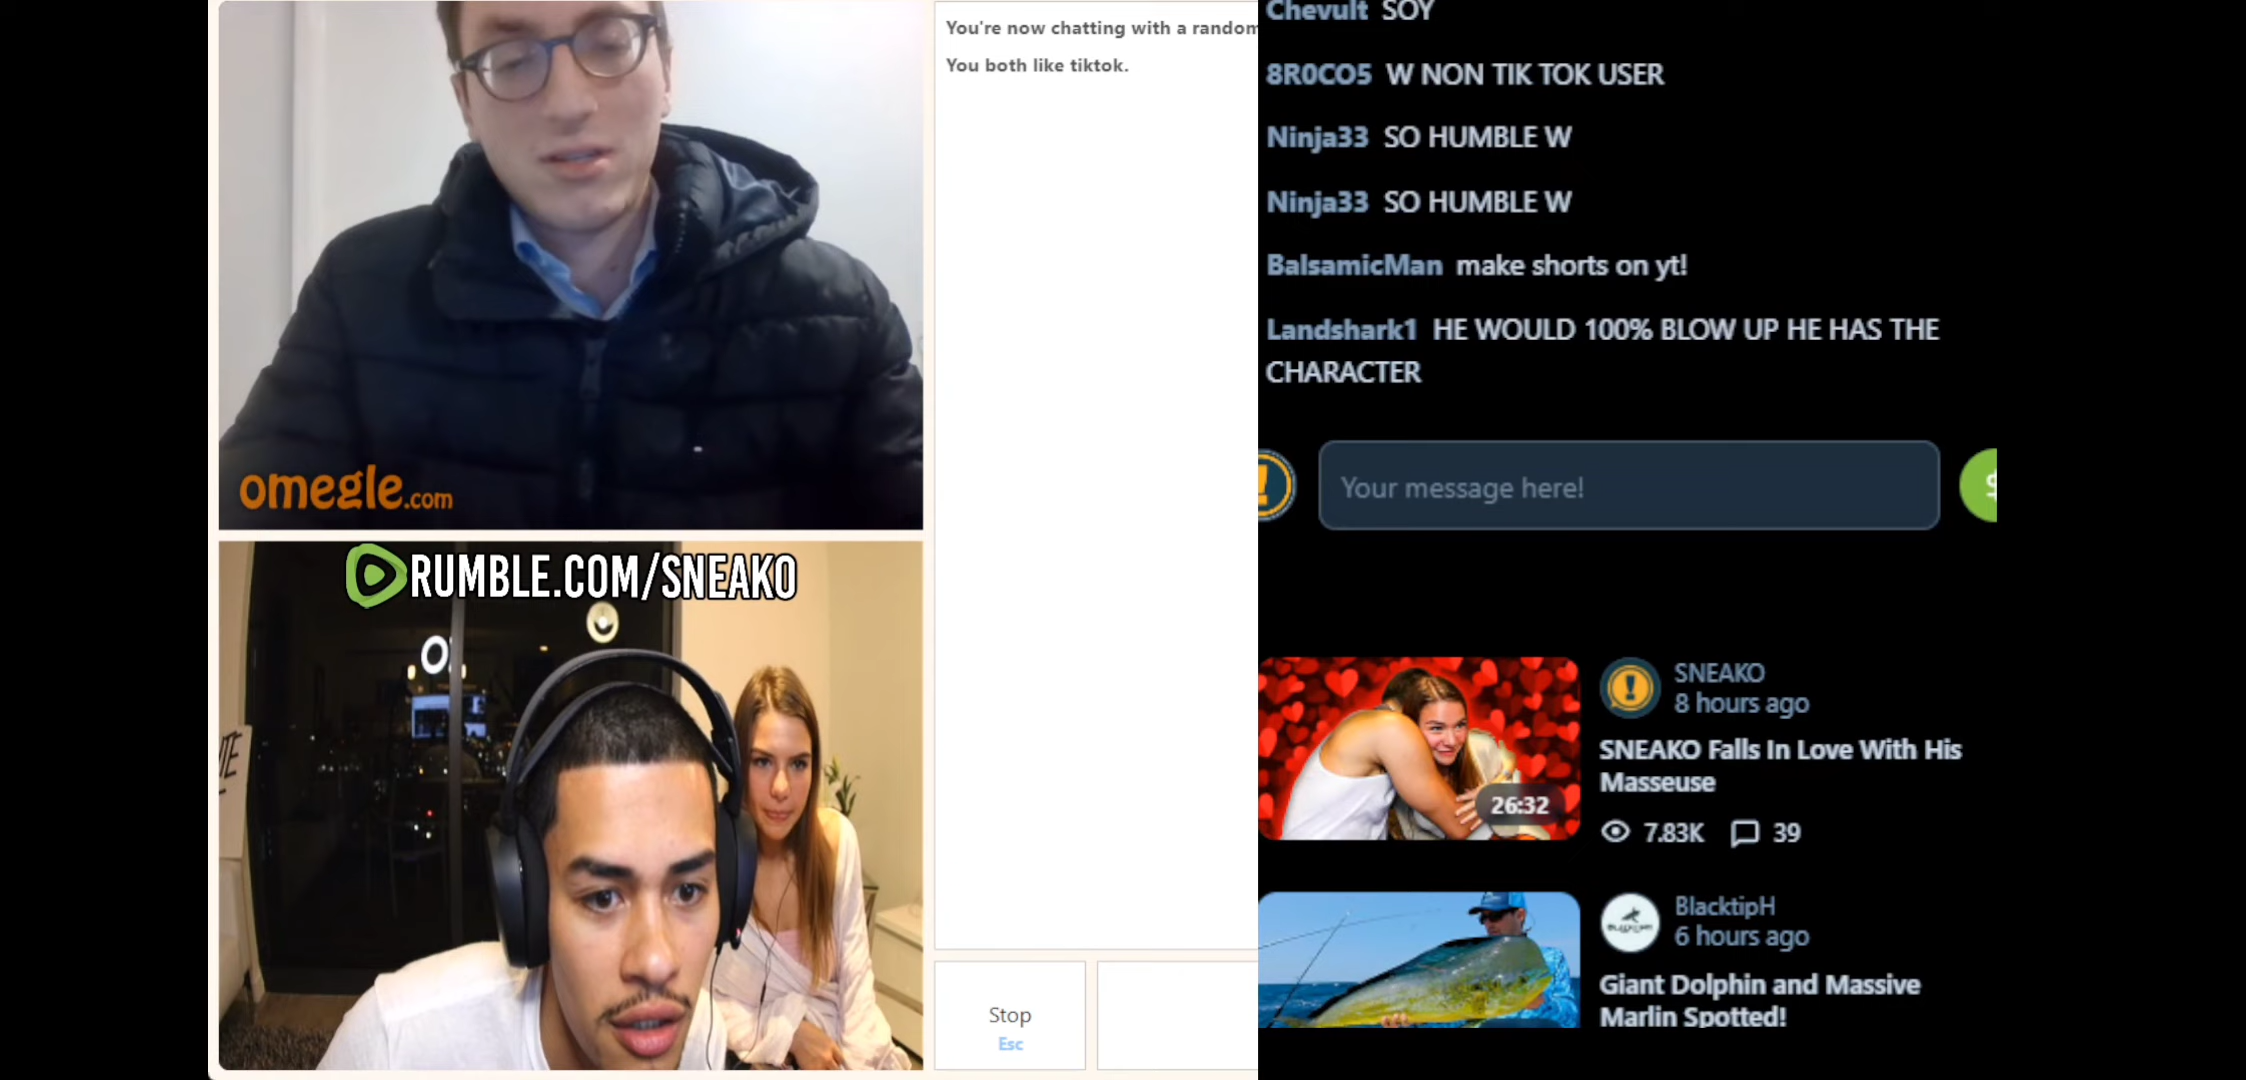 You're now chatting with a random
You both like tiktok.
omegle.com
RUMBLE.COM/SNEAKO
Stop
Esc
Chevult SOY
8R0CO5 W NON TIK TOK USER
Ninja33 SO HUMBLE W
Ninja33 SO HUMBLE W
BalsamicMan make shorts on yt!
Landshark1 HE WOULD 100% BLOW UP HE HAS THE
CHARACTER
Your message here!
$
26:32
SNEAKO
8 hours ago
SNEAKO Falls In Love With His
Masseuse
7.83K 39
BlacktipH
6 hours ago
Giant Dolphin and Massive
Marlin Spotted!